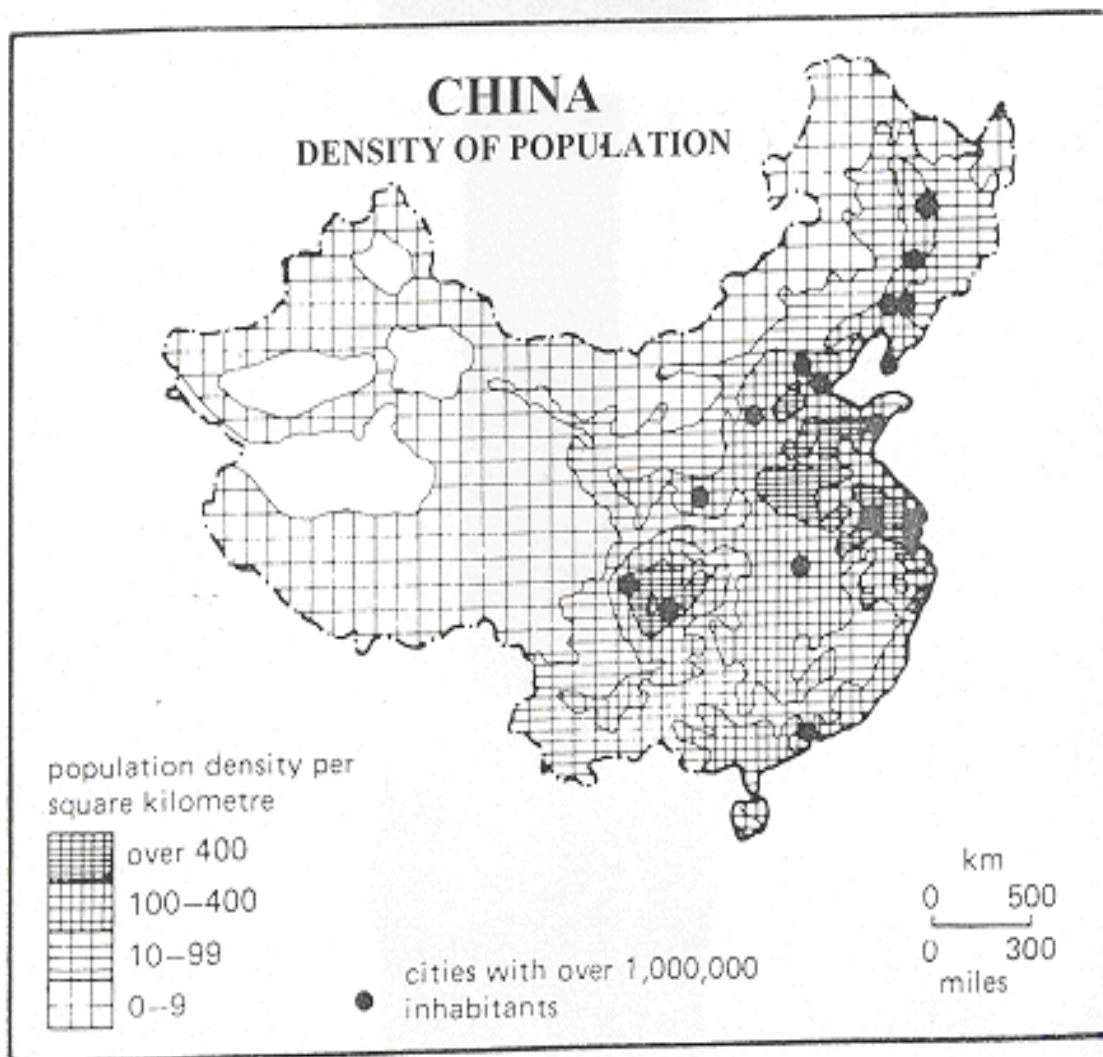 CHINA
DENSITY OF POPULATION
population density per
square kilometre
over 400
100–400
10–99
0–9
cities with over 1,000,000
inhabitants
km
0 500
0 300
miles